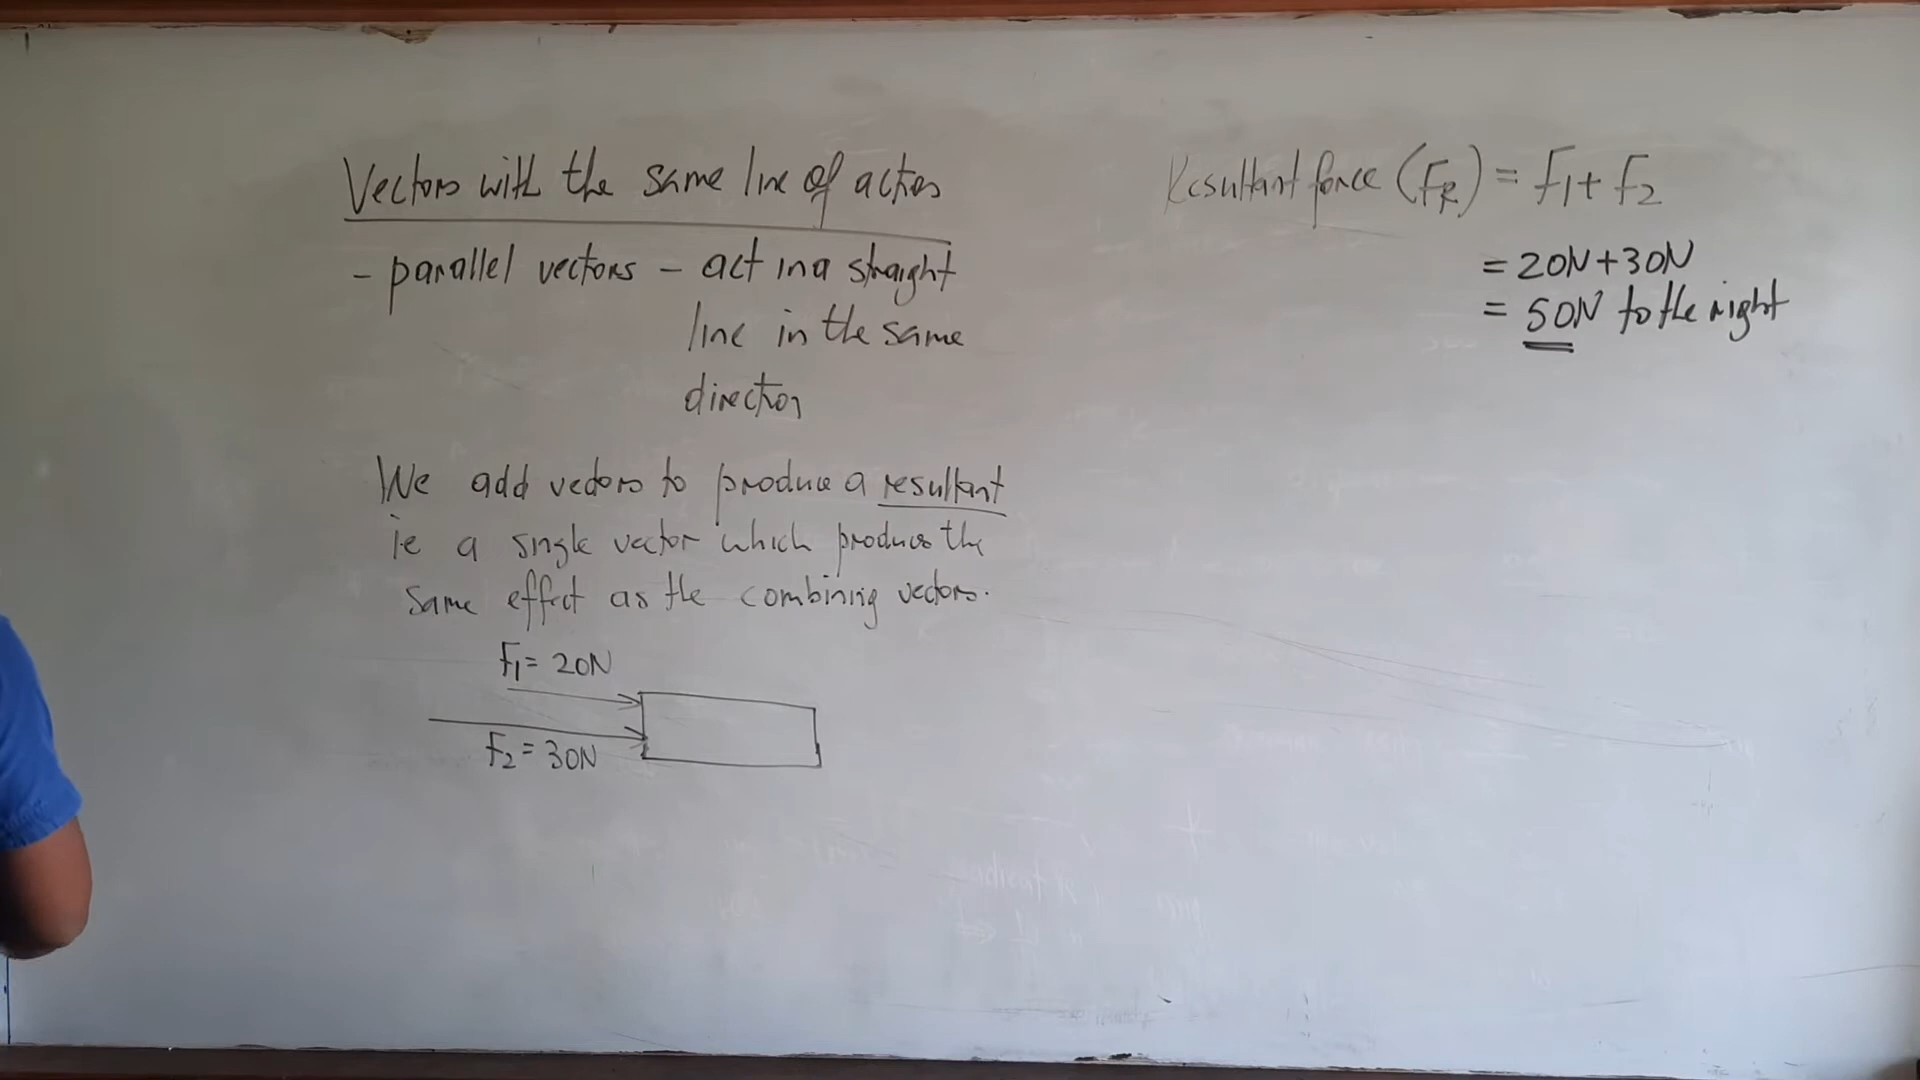 Vectors with the same line of action
- parallel vectors - act in a straight
line in the same
direction
We add vectors to produce a resultant
ie a single vector which produces the
same effect as the combining vectors.
F1 = 20N
F2 = 30N
Resultant force (FR) = F1 + F2
= 20N + 30N
= 50N to the right